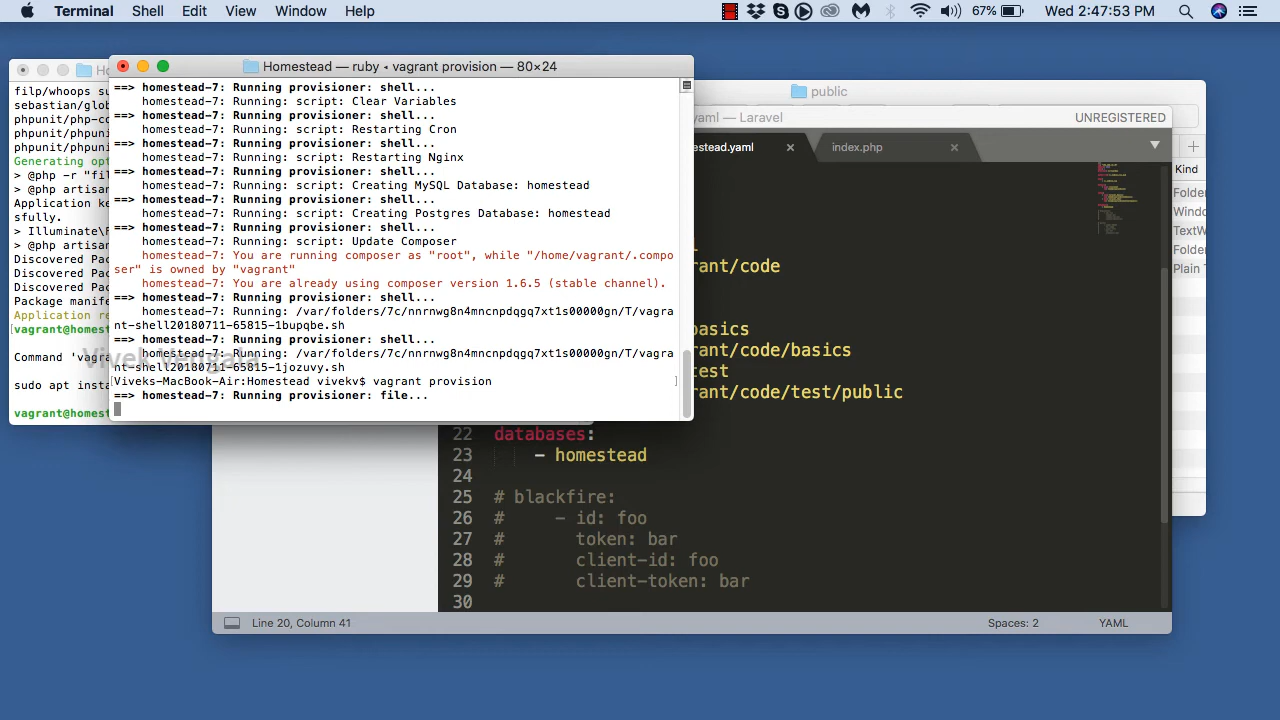 Terminal Shell Edit View Window Help 67% Wed 2:47:53 PM
Homestead — ruby ◂ vagrant provision — 80×24
==> homestead-7: Running provisioner: shell...
homestead-7: Running: script: Clear Variables
==> homestead-7: Running provisioner: shell...
homestead-7: Running: script: Restarting Cron
==> homestead-7: Running provisioner: shell...
homestead-7: Running: script: Restarting Nginx
==> homestead-7: Running provisioner: shell...
homestead-7: Running: script: Creating MySQL Database: homestead
==> homestead-7: Running provisioner: shell...
homestead-7: Running: script: Creating Postgres Database: homestead
==> homestead-7: Running provisioner: shell...
homestead-7: Running: script: Update Composer
homestead-7: You are running composer as "root", while "/home/vagrant/.compo
ser" is owned by "vagrant"
homestead-7: You are already using composer version 1.6.5 (stable channel).
==> homestead-7: Running provisioner: shell...
homestead-7: Running: /var/folders/7c/nnrnwg8n4mncnpdqgq7xt1s00000gn/T/vagra
nt-shell20180711-65815-1bupqbe.sh
==> homestead-7: Running provisioner: shell...
homestead-7: Running: /var/folders/7c/nnrnwg8n4mncnpdqgq7xt1s00000gn/T/vagra
nt-shell20180711-65815-1jozuvy.sh
[Viveks-MacBook-Air:Homestead vivekv$ vagrant provision ]
==> homestead-7: Running provisioner: file...
Ho
filp/whoops su
sebastian/glob
phpunit/php-co
phpunit/phpuni
phpunit/phpuni
Generating opt
> @php -r "fil
> @php artisan
Application ke
sfully.
> Illuminate\F
> @php artisan
Discovered Pac
Discovered Pac
Discovered Pac
Package manife
Application re
[vagrant@homest
Command 'vagra
sudo apt insta
vagrant@homest
Vivek Vengala
public
Kind
Folder
Windo
TextW
Folder
Plain T
yaml — Laravel UNREGISTERED
estead.yaml × index.php ×
rant/code
basics
rant/code/basics
test
rant/code/test/public
22 databases:
23 - homestead
24
25 # blackfire:
26 # - id: foo
27 # token: bar
28 # client-id: foo
29 # client-token: bar
30
Line 20, Column 41 Spaces: 2 YAML